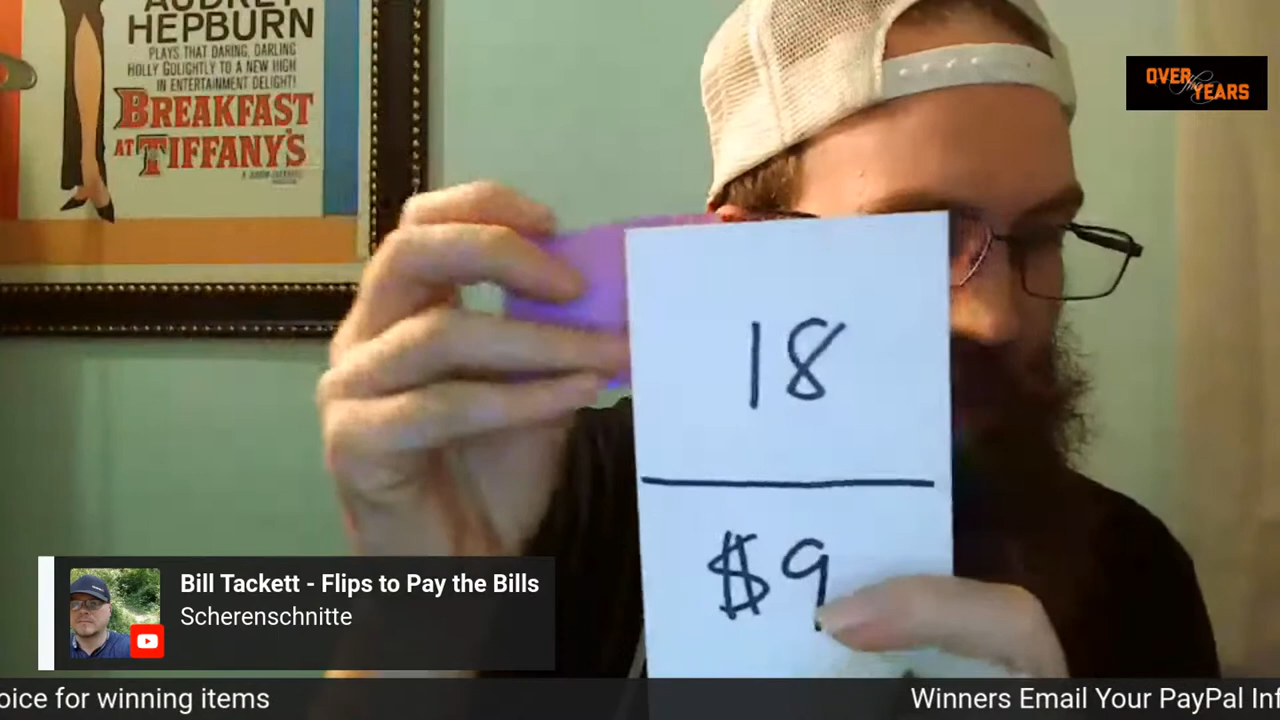 AUDREY
HEPBURN
PLAYS THAT DARING, DARLING
HOLLY GOLIGHTLY TO A NEW HIGH
IN ENTERTAINMENT DELIGHT!
BREAKFAST
AT TIFFANY'S
OVER the YEARS
18
$9
Bill Tackett - Flips to Pay the Bills
Scherenschnitte
oice for winning items
Winners Email Your PayPal Inf